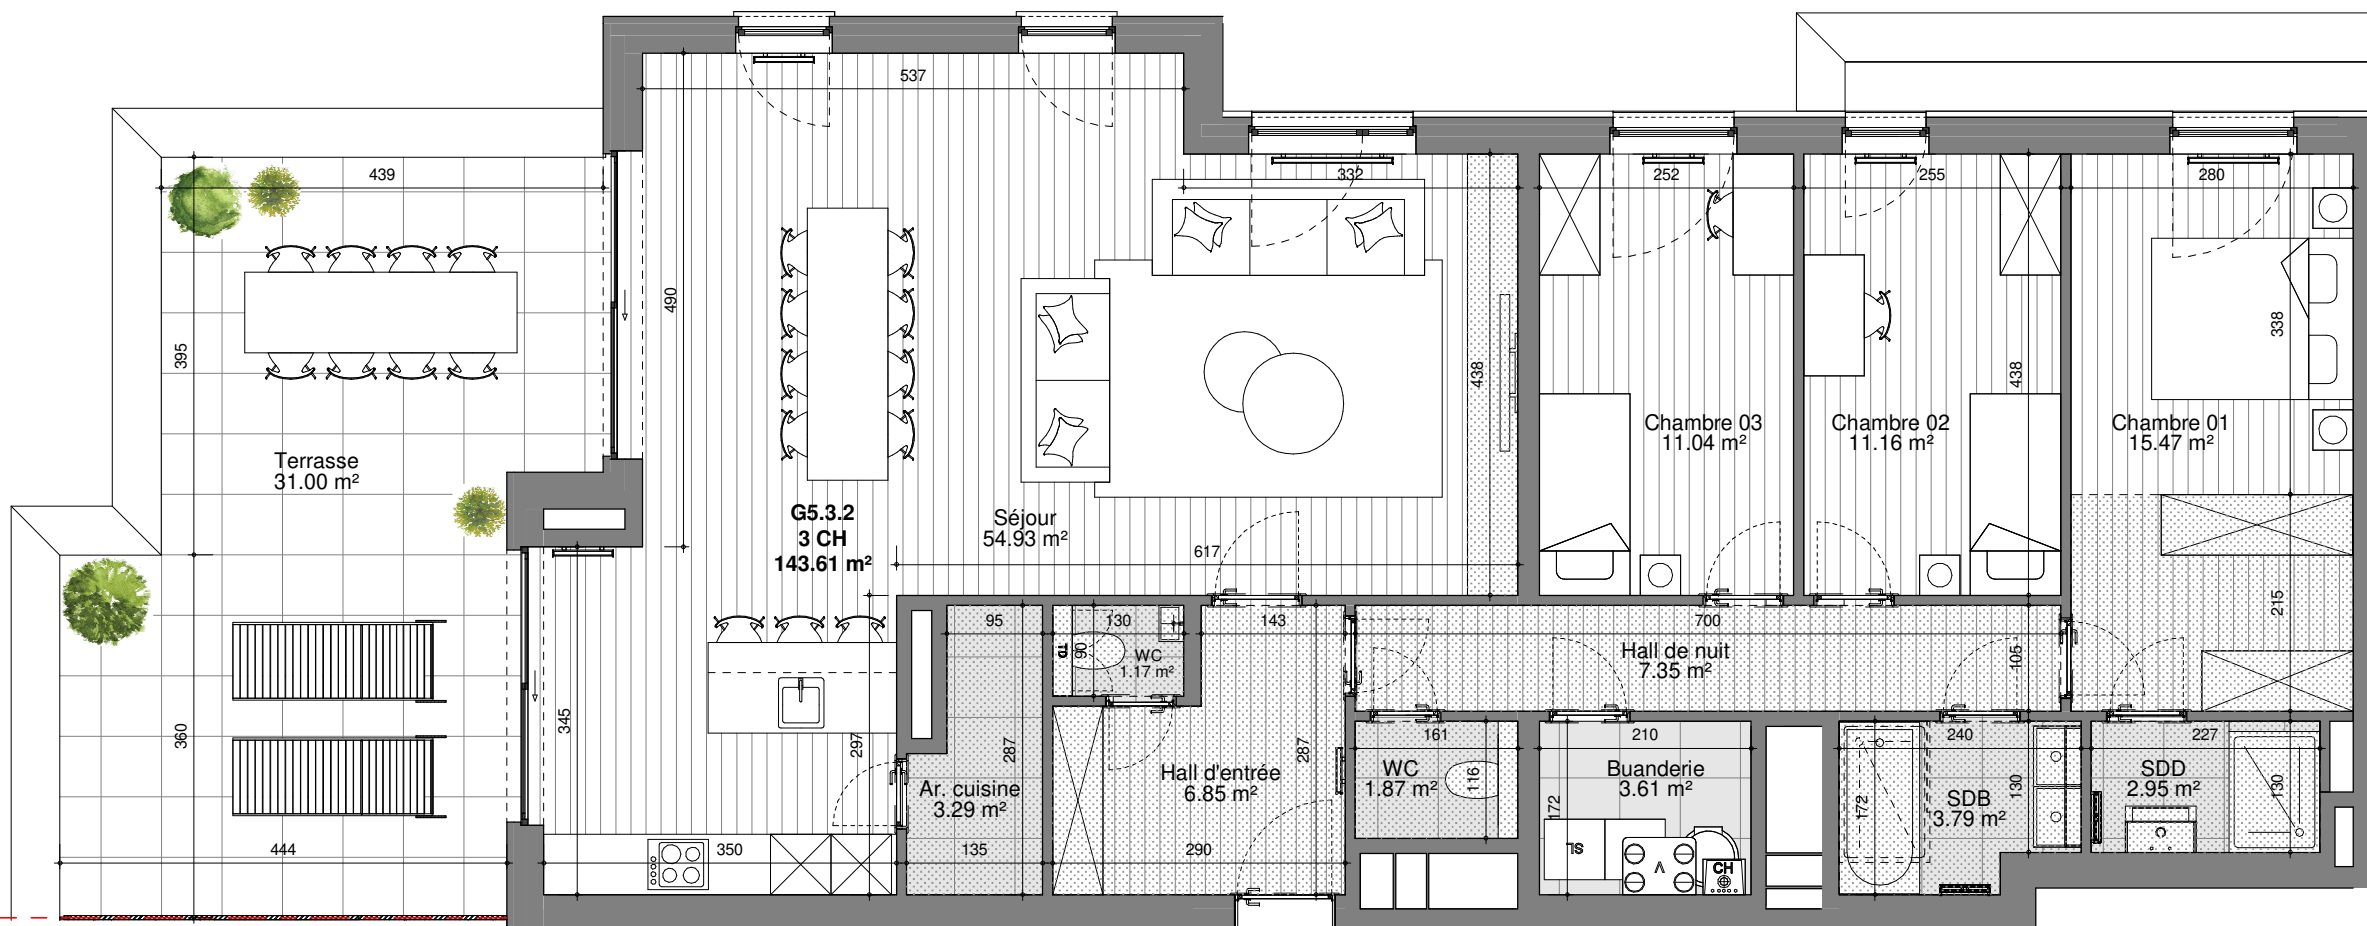 537
439
332
252
255
280
490
395
438
438
338
Terrasse
31.00 m²
G5.3.2
3 CH
143.61 m²
Séjour
54.93 m²
617
Chambre 03
11.04 m²
Chambre 02
11.16 m²
Chambre 01
15.47 m²
215
95
130
143
700
TD
90
WC
1.17 m²
Hall de nuit
7.35 m²
105
360
345
297
287
287
161
210
240
227
Ar. cuisine
3.29 m²
Hall d'entrée
6.85 m²
WC
1.87 m²
116
Buanderie
3.61 m²
172
172
SDB
3.79 m²
130
SDD
2.95 m²
130
444
350
135
290
SL
V
CH